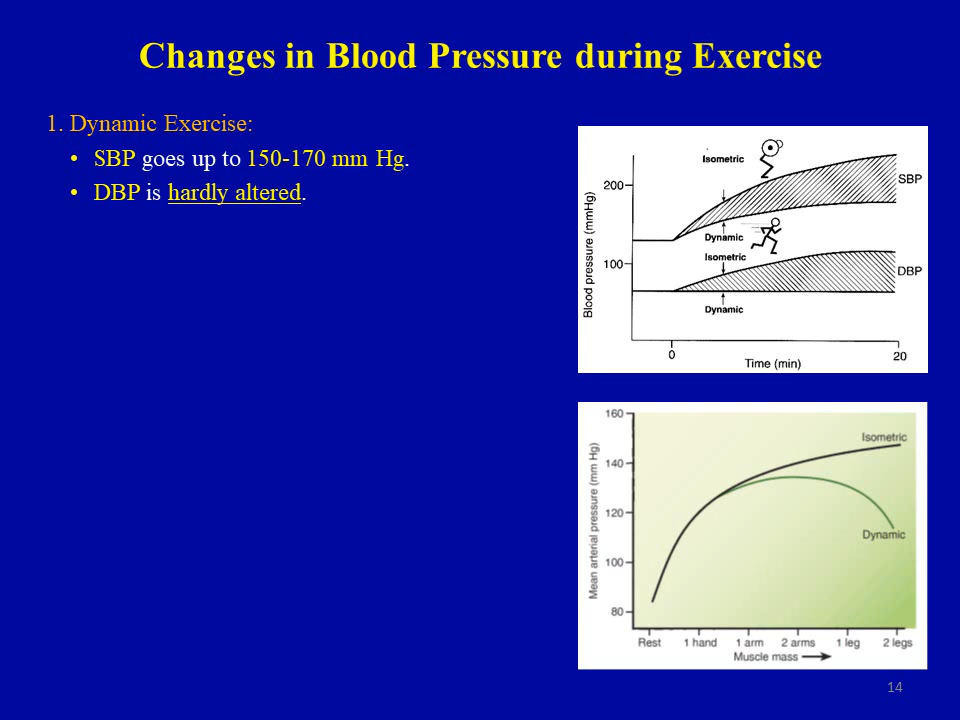 Changes in Blood Pressure during Exercise
1. Dynamic Exercise:
• SBP goes up to 150-170 mm Hg.
• DBP is hardly altered.
Blood pressure (mmHg)
200
100
Isometric
SBP
Dynamic
Isometric
DBP
Dynamic
0
20
Time (min)
Mean arterial pressure (mm Hg)
160
140
120
100
80
Isometric
Dynamic
Rest 1 hand 1 arm 2 arms 1 leg 2 legs
Muscle mass
14